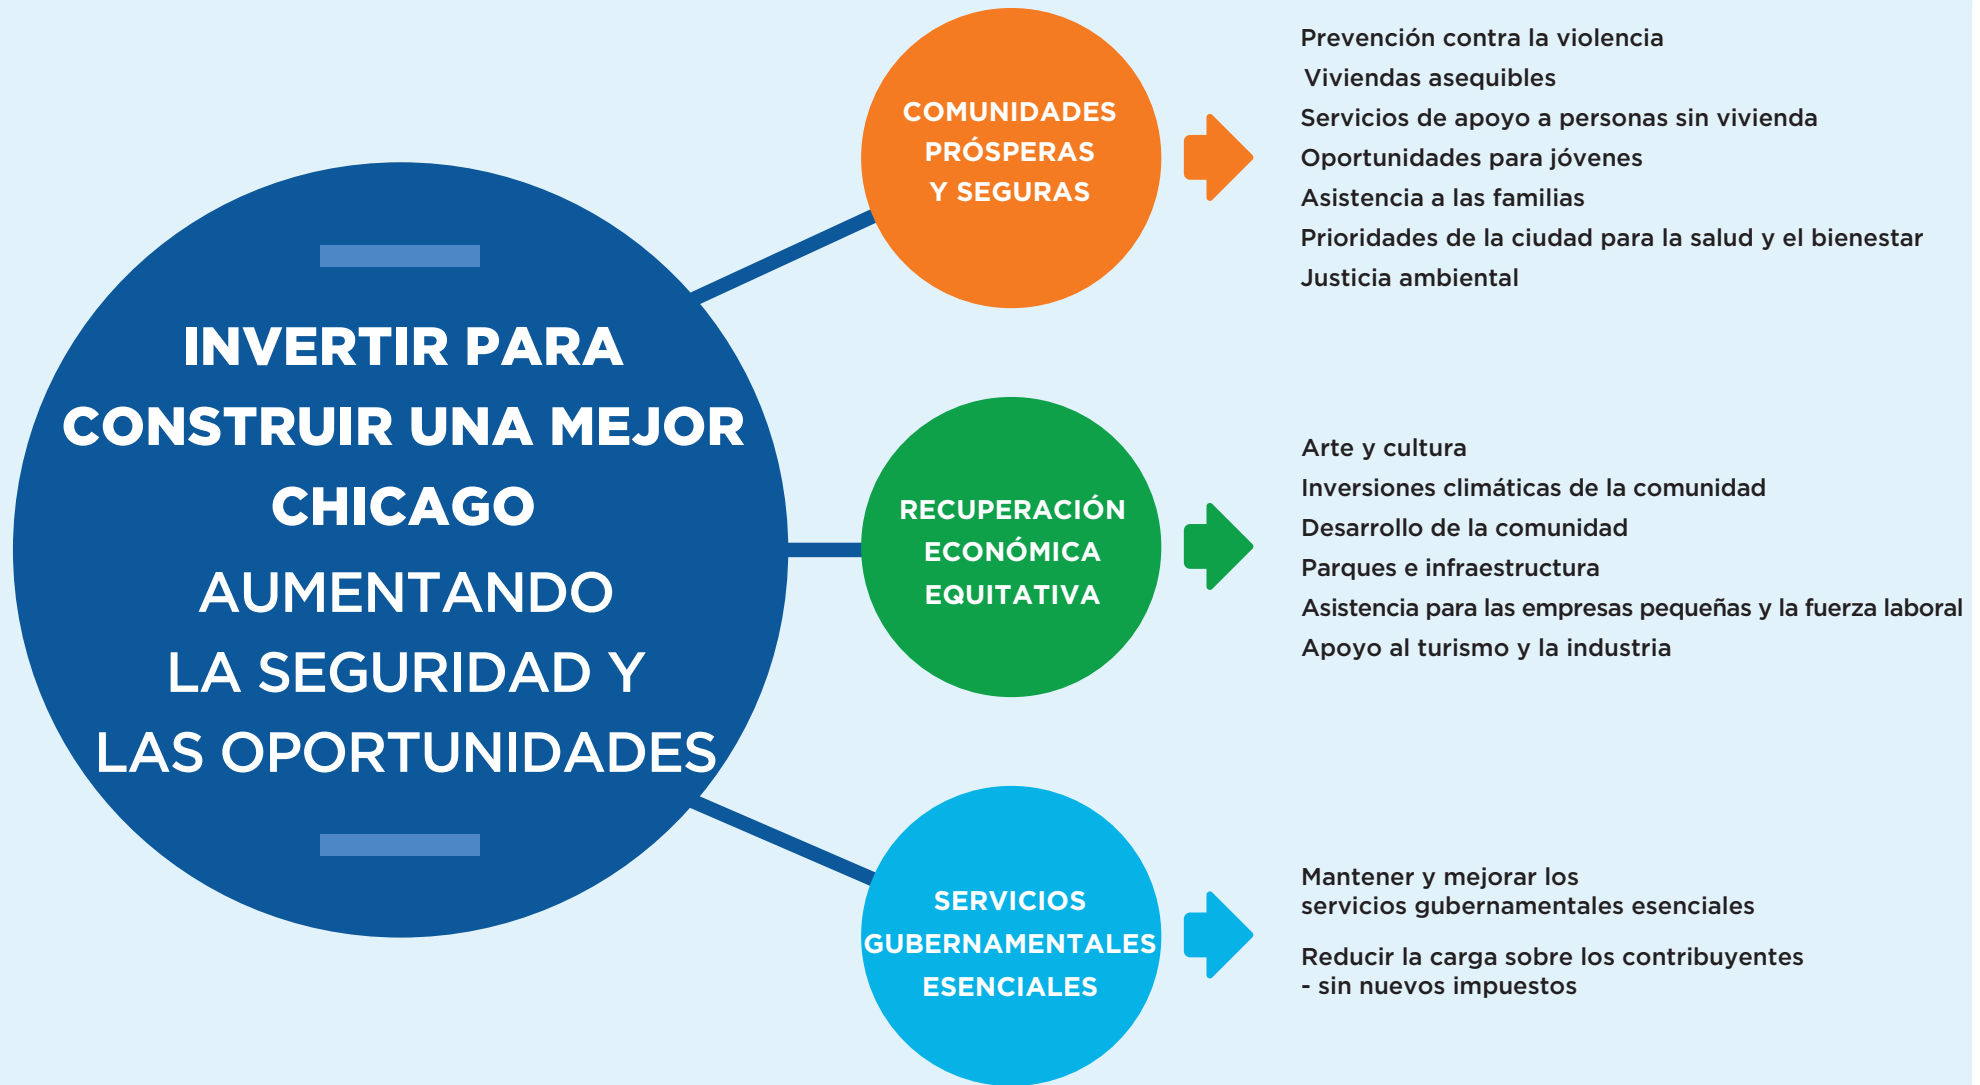 INVERTIR PARA
CONSTRUIR UNA MEJOR
CHICAGO
AUMENTANDO
LA SEGURIDAD Y
LAS OPORTUNIDADES
COMUNIDADES
PRÓSPERAS
Y SEGURAS
Prevención contra la violencia
Viviendas asequibles
Servicios de apoyo a personas sin vivienda
Oportunidades para jóvenes
Asistencia a las familias
Prioridades de la ciudad para la salud y el bienestar
Justicia ambiental
RECUPERACIÓN
ECONÓMICA
EQUITATIVA
Arte y cultura
Inversiones climáticas de la comunidad
Desarrollo de la comunidad
Parques e infraestructura
Asistencia para las empresas pequeñas y la fuerza laboral
Apoyo al turismo y la industria
SERVICIOS
GUBERNAMENTALES
ESENCIALES
Mantener y mejorar los
servicios gubernamentales esenciales
Reducir la carga sobre los contribuyentes
- sin nuevos impuestos